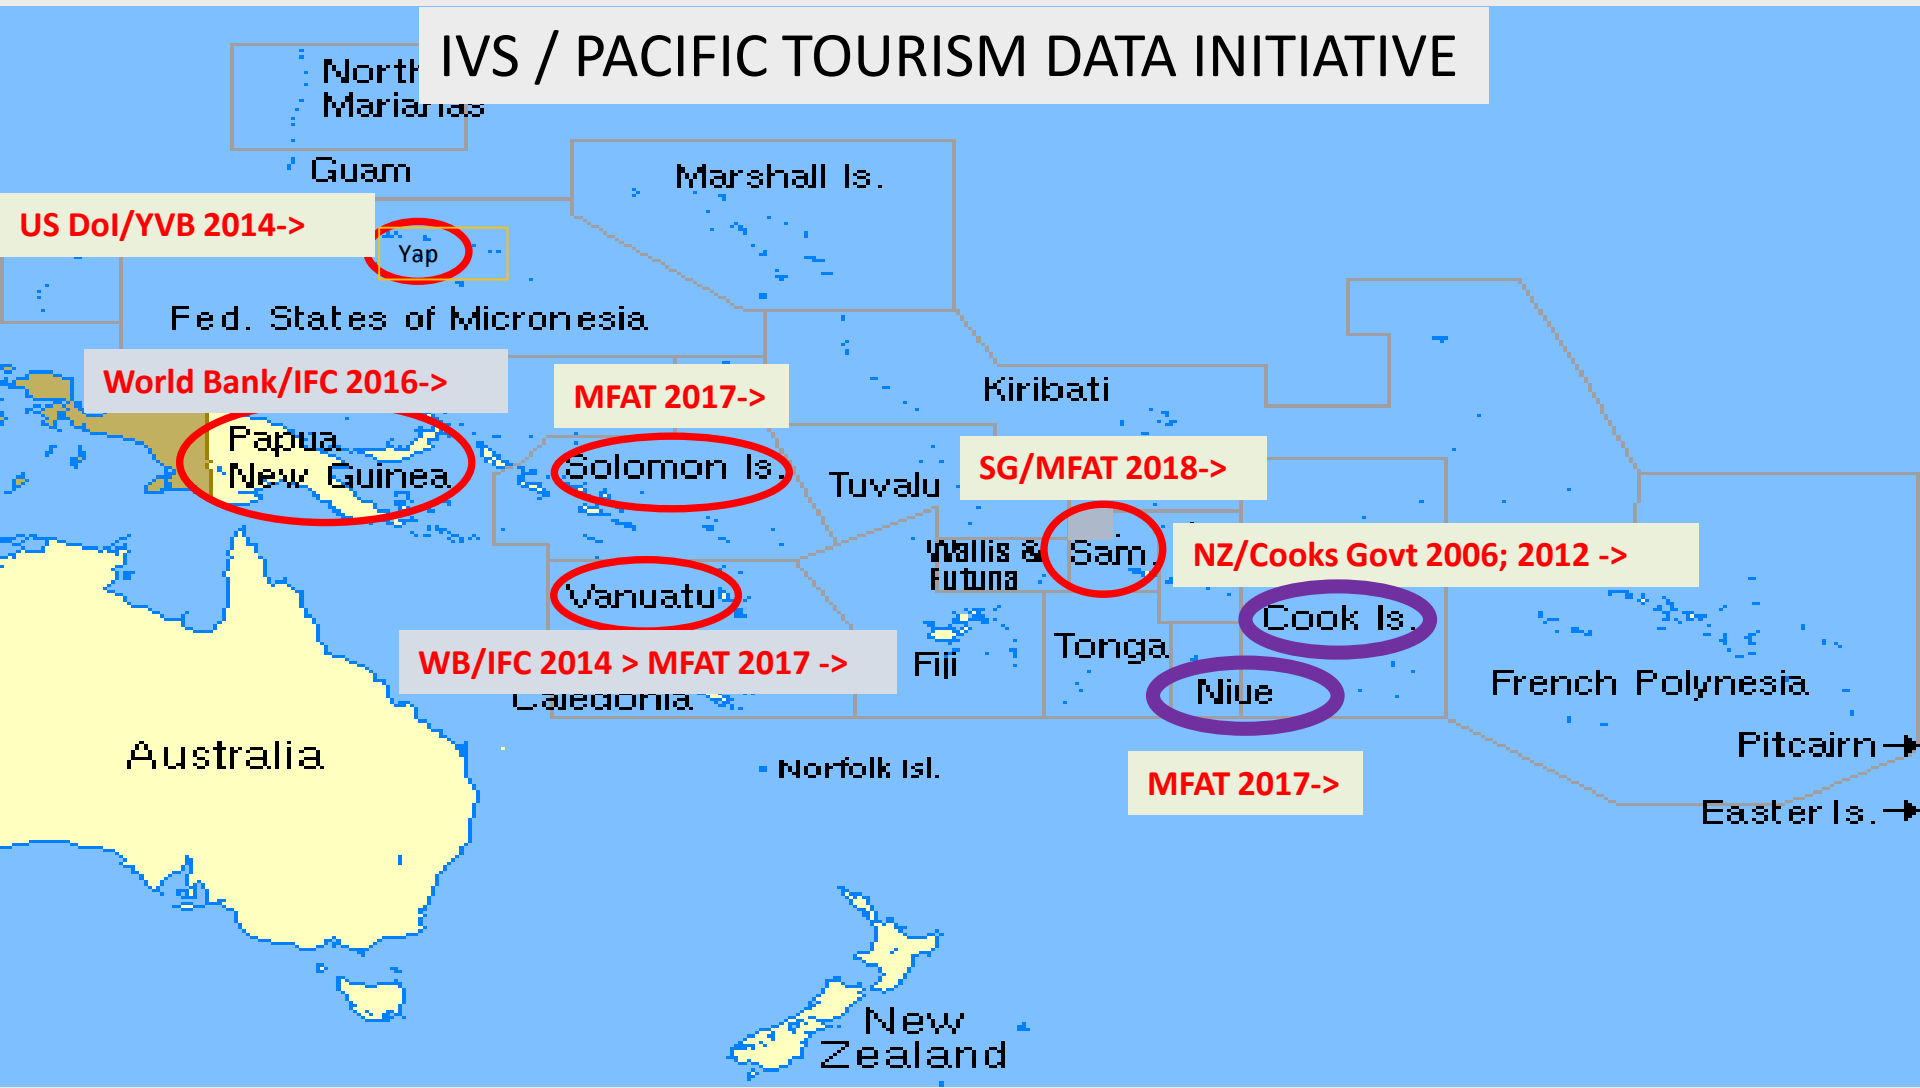 IVS / PACIFIC TOURISM DATA INITIATIVE
North
Marianas
Guam
Marshall Is.
US DoI/YVB 2014->
Yap
Fed. States of Micronesia
World Bank/IFC 2016->
MFAT 2017->
Kiribati
Papua
New Guinea
Solomon Is.
Tuvalu
SG/MFAT 2018->
Wallis &
Futuna
Sam.
NZ/Cooks Govt 2006; 2012 ->
Vanuatu
Cook Is.
WB/IFC 2014 > MFAT 2017 ->
Fiji
Tonga
Niue
French Polynesia
Caledonia
Australia
Norfolk Isl.
Pitcairn
MFAT 2017->
Easter Is.
New
Zealand